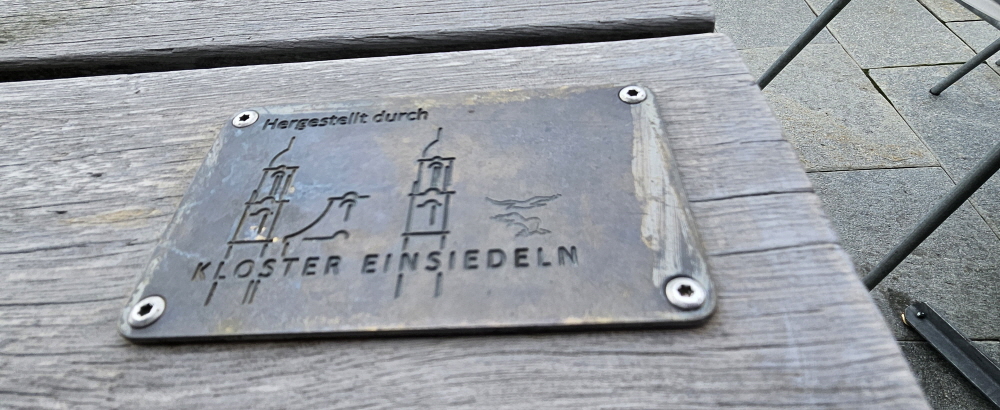 Hergestellt durch
KLOSTER EINSIEDELN